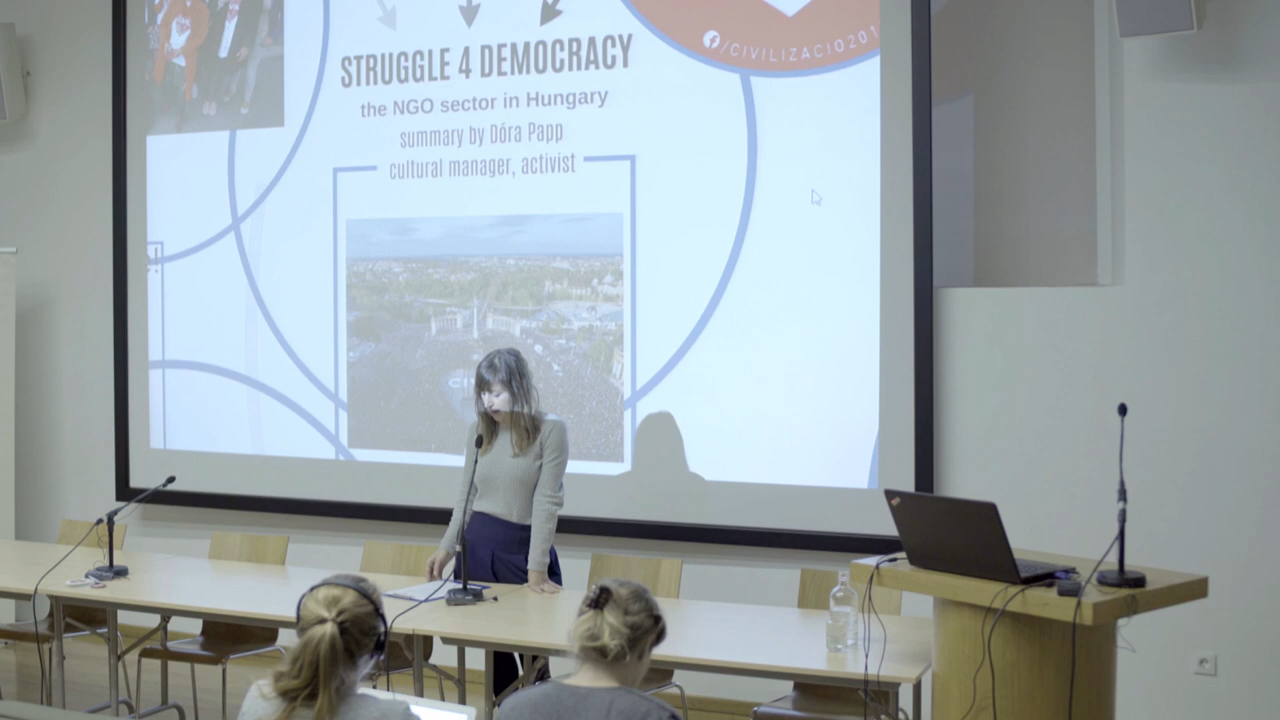 /CIVILIZACIO201
STRUGGLE 4 DEMOCRACY
the NGO sector in Hungary
summary by Dóra Papp
cultural manager, activist